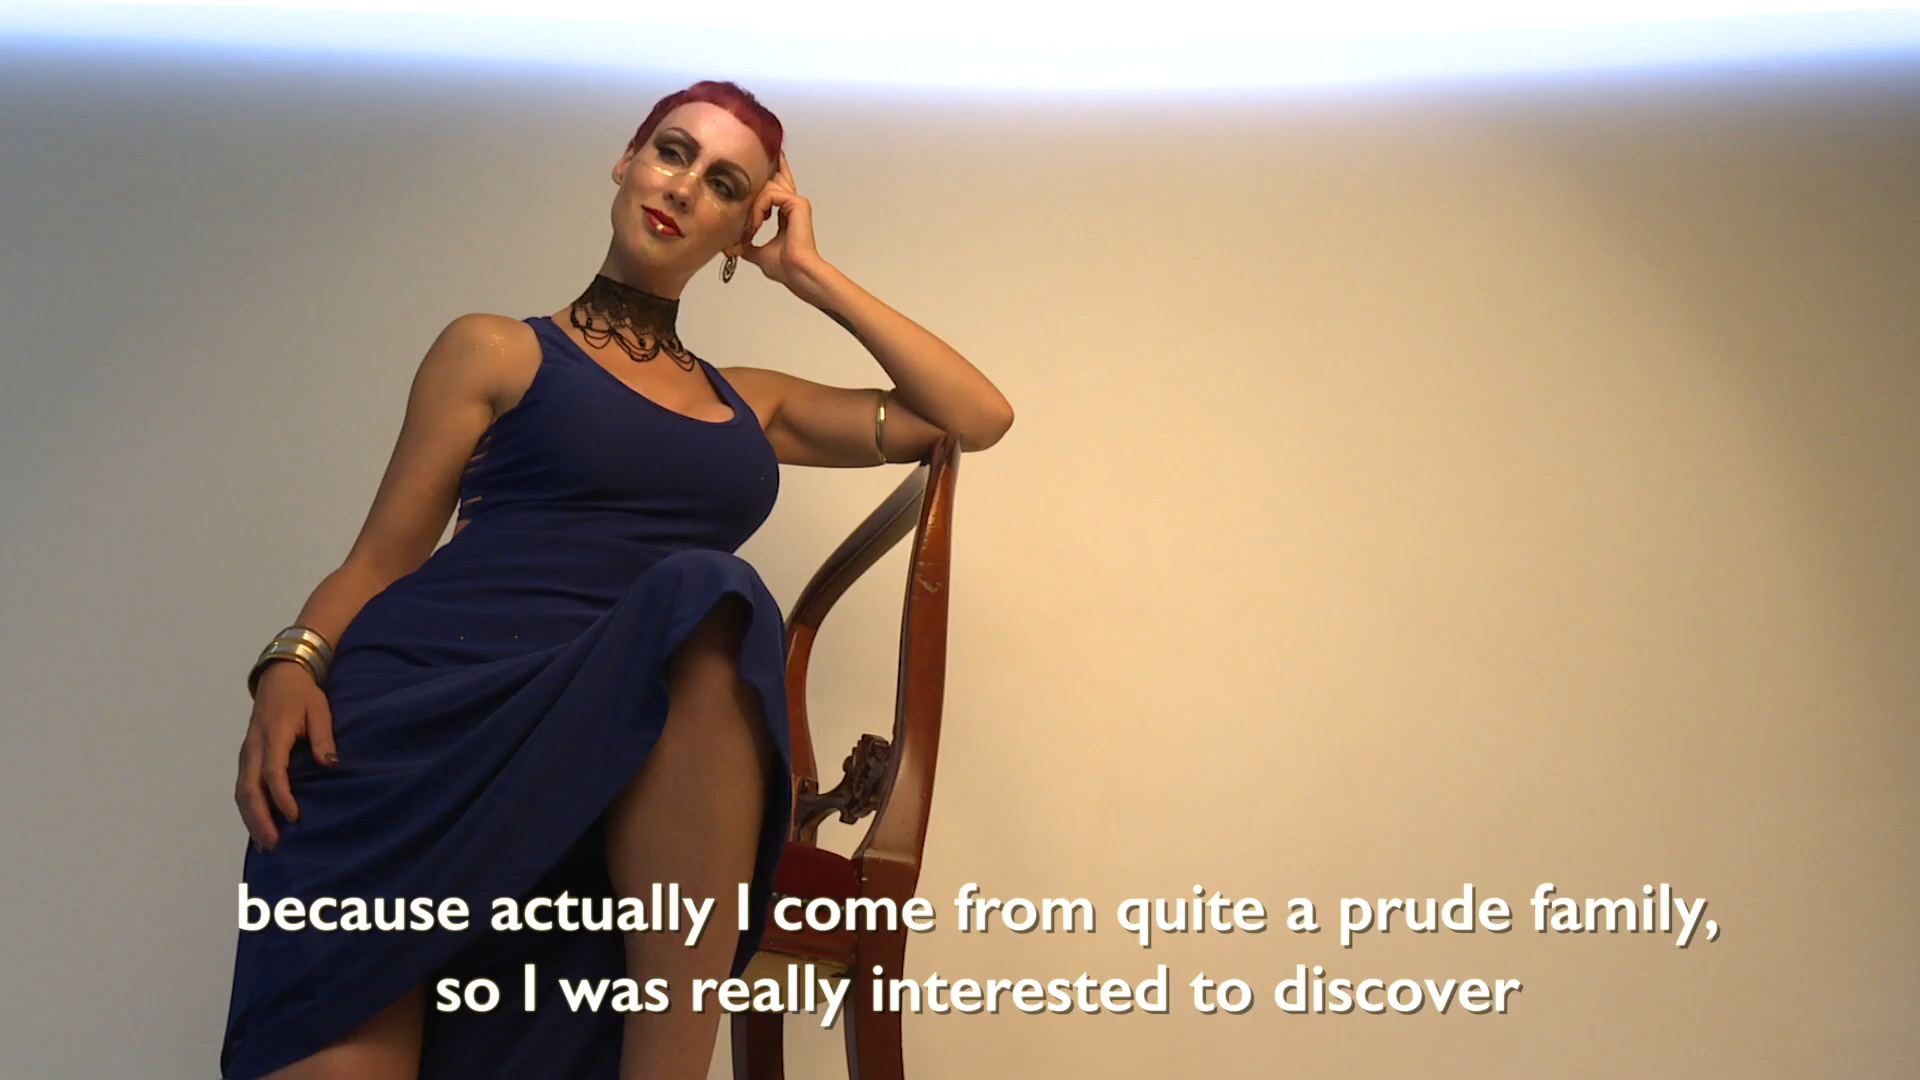 because actually I come from quite a prude family,
so I was really interested to discover